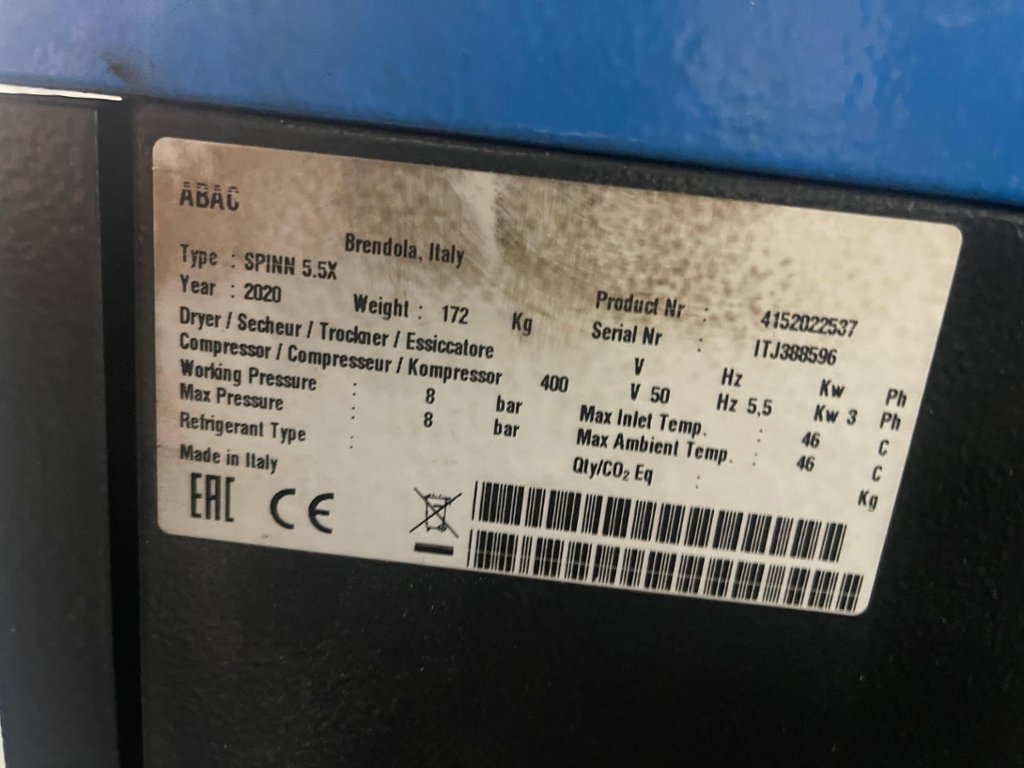 ABAC
Brendola, Italy
Type : SPINN 5.5X Product Nr : 4152022537
Year : 2020 Weight : 172 Kg Serial Nr : ITJ388596
Dryer / Secheur / Trockner / Essiccatore V Hz Kw Ph
Compressor / Compresseur / Kompressor 400 V 50 Hz 5,5 Kw 3 Ph
Working Pressure : 8 bar Max Inlet Temp. : 46 C
Max Pressure : 8 bar Max Ambient Temp. : 46 C
Refrigerant Type : Qty/CO₂ Eq : Kg
Made in Italy
EAC CE